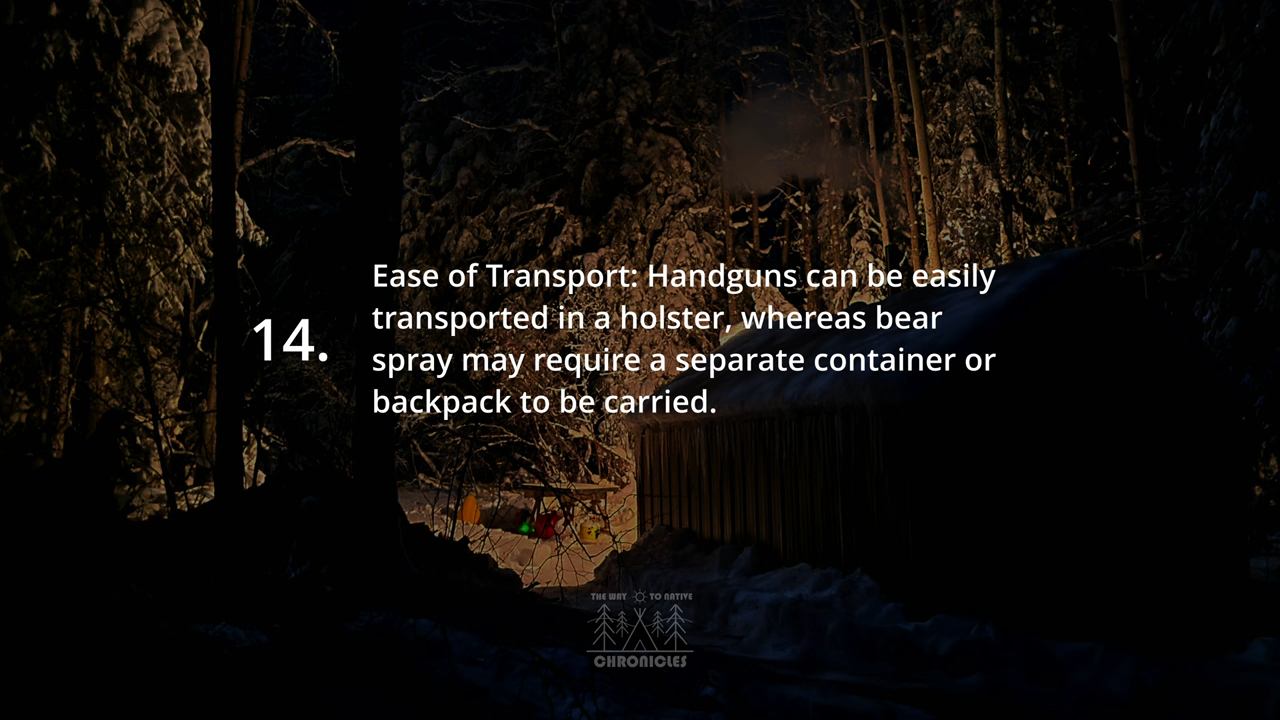 14.
Ease of Transport: Handguns can be easily
transported in a holster, whereas bear
spray may require a separate container or
backpack to be carried.
THE WAY TO NATIVE
CHRONICLES